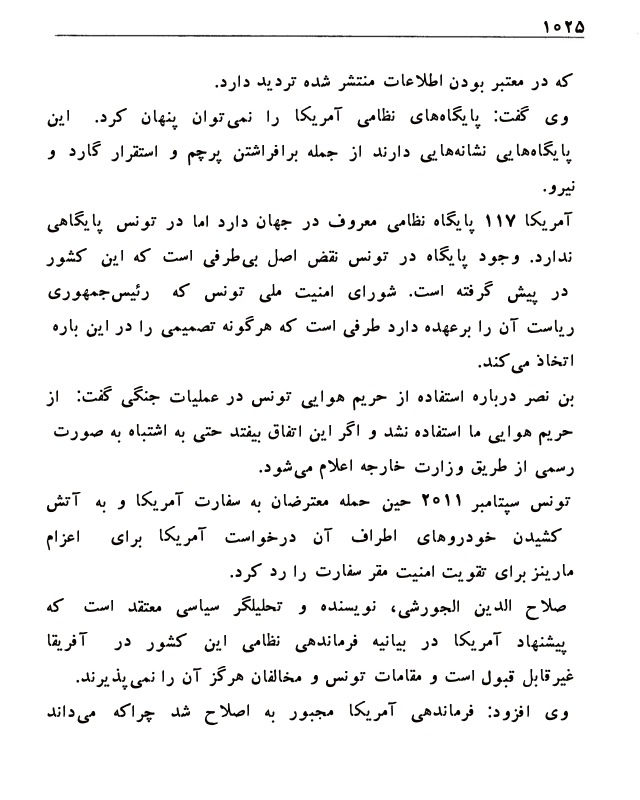 ۱۰۲۵
که در معتبر بودن اطلاعات منتشر شده تردید دارد.
وی گفت: پایگاه‌های نظامی آمریکا را نمی‌توان پنهان کرد. این
پایگاه‌هایی نشانه‌هایی دارند از جمله برافراشتن پرچم و استقرار گارد و
نیرو.
آمریکا ۱۱۷ پایگاه نظامی معروف در جهان دارد اما در تونس پایگاهی
ندارد. وجود پایگاه در تونس نقض اصل بی‌طرفی است که این کشور
در پیش گرفته است. شورای امنیت ملی تونس که رئیس‌جمهوری
ریاست آن را برعهده دارد طرفی است که هرگونه تصمیمی را در این باره
اتخاذ می‌کند.
بن نصر درباره استفاده از حریم هوایی تونس در عملیات جنگی گفت: از
حریم هوایی ما استفاده نشد و اگر این اتفاق بیفتد حتی به اشتباه به صورت
رسمی از طریق وزارت خارجه اعلام می‌شود.
تونس سپتامبر ۲۰۱۱ حین حمله معترضان به سفارت آمریکا و به آتش
کشیدن خودروهای اطراف آن درخواست آمریکا برای اعزام
مارینز برای تقویت امنیت مقر سفارت را رد کرد.
صلاح الدین الجورشی، نویسنده و تحلیلگر سیاسی معتقد است که
پیشنهاد آمریکا در بیانیه فرماندهی نظامی این کشور در آفریقا
غیرقابل قبول است و مقامات تونس و مخالفان هرگز آن را نمی‌پذیرند.
وی افزود: فرماندهی آمریکا مجبور به اصلاح شد چراکه می‌داند